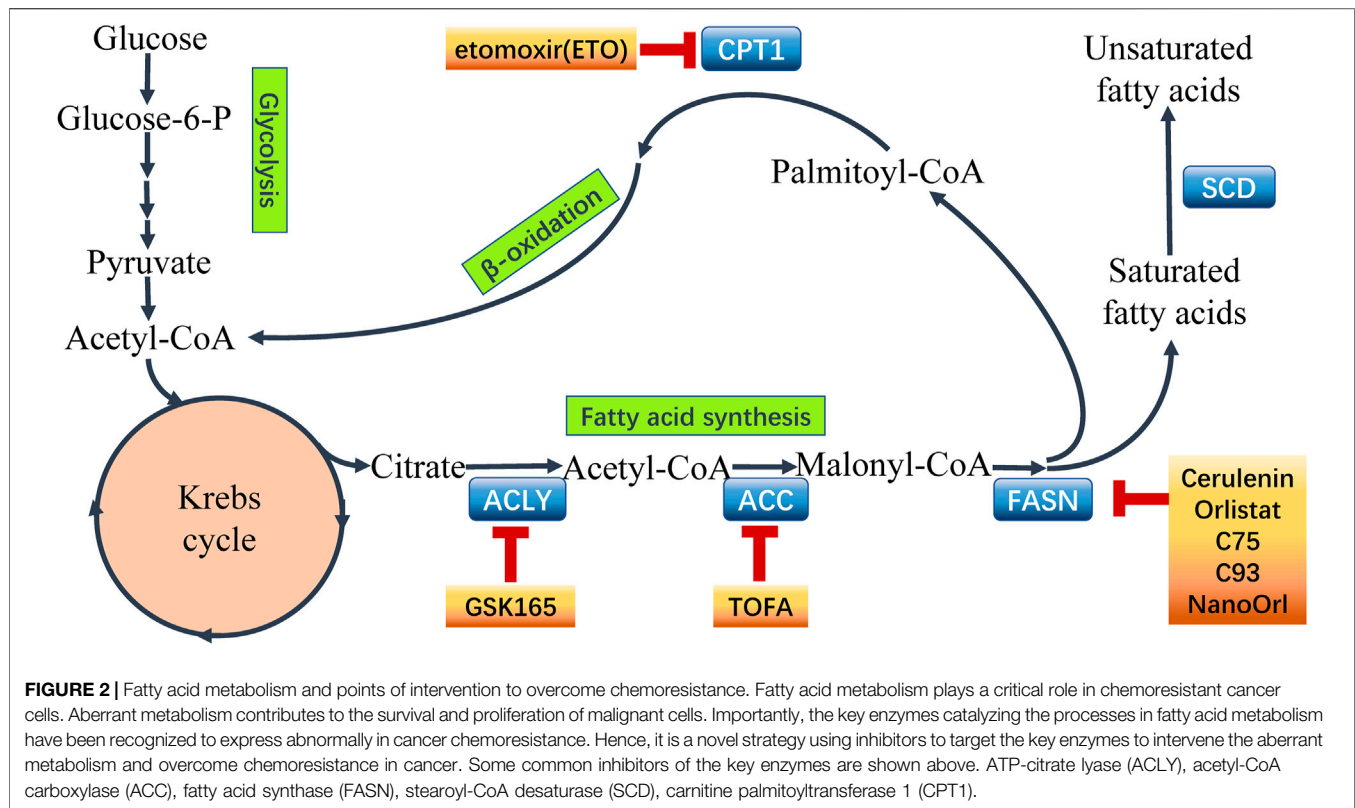 Glucose
Glucose-6-P
Glycolysis
Pyruvate
Acetyl-CoA
Krebs
cycle
etomoxir(ETO)
CPT1
β-oxidation
Palmitoyl-CoA
Unsaturated
fatty acids
SCD
Saturated
fatty acids
Fatty acid synthesis
Citrate
Acetyl-CoA
Malonyl-CoA
ACLY
ACC
FASN
GSK165
TOFA
Cerulenin
Orlistat
C75
C93
NanoOrl
FIGURE 2 | Fatty acid metabolism and points of intervention to overcome chemoresistance. Fatty acid metabolism plays a critical role in chemoresistant cancer
cells. Aberrant metabolism contributes to the survival and proliferation of malignant cells. Importantly, the key enzymes catalyzing the processes in fatty acid metabolism
have been recognized to express abnormally in cancer chemoresistance. Hence, it is a novel strategy using inhibitors to target the key enzymes to intervene the aberrant
metabolism and overcome chemoresistance in cancer. Some common inhibitors of the key enzymes are shown above. ATP-citrate lyase (ACLY), acetyl-CoA
carboxylase (ACC), fatty acid synthase (FASN), stearoyl-CoA desaturase (SCD), carnitine palmitoyltransferase 1 (CPT1).